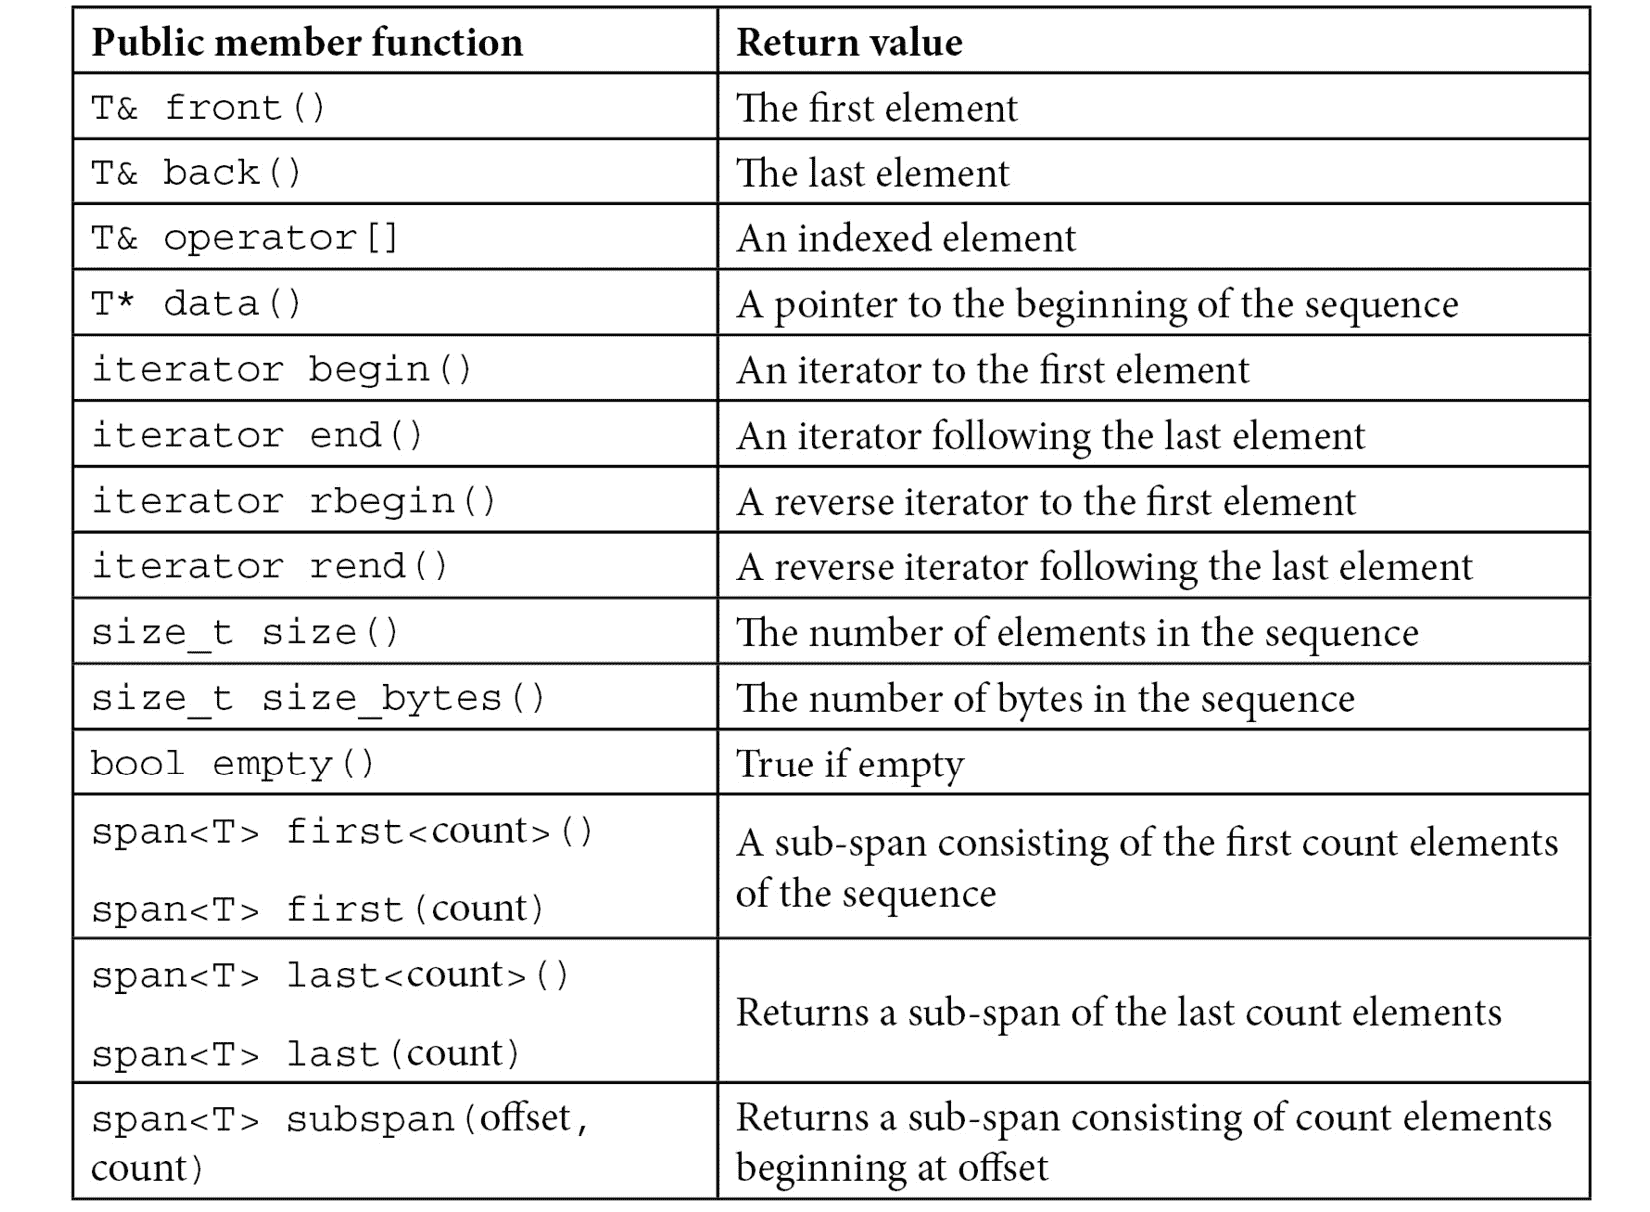 Public member function
Return value
T& front()
The first element
T& back()
The last element
T& operator[]
An indexed element
T* data()
A pointer to the beginning of the sequence
iterator begin()
An iterator to the first element
iterator end()
An iterator following the last element
iterator rbegin()
A reverse iterator to the first element
iterator rend()
A reverse iterator following the last element
size_t size()
The number of elements in the sequence
size_t size_bytes()
The number of bytes in the sequence
bool empty()
True if empty
span<T> first<count>()
span<T> first(count)
A sub-span consisting of the first count elements
of the sequence
span<T> last<count>()
span<T> last(count)
Returns a sub-span of the last count elements
span<T> subspan(offset,
count)
Returns a sub-span consisting of count elements
beginning at offset